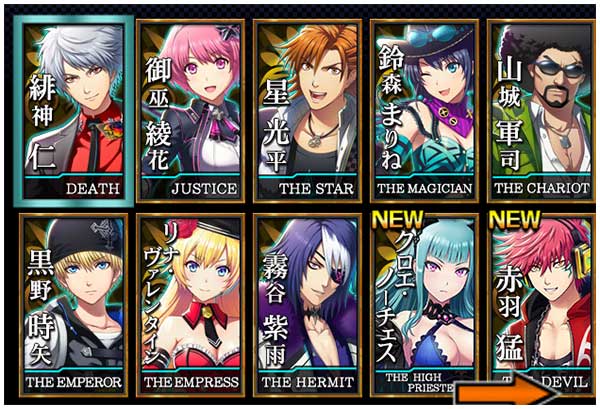 緋神 仁
DEATH
御巫 綾花
JUSTICE
星 光平
THE STAR
鈴森 まりね
THE MAGICIAN
山城 軍司
THE CHARIOT
黒野 時矢
THE EMPEROR
リナ・ヴァレンタイン
THE EMPRESS
霧谷 紫雨
THE HERMIT
NEW
クロエ・ノーチェス
THE HIGH
NEW
赤羽 猛
DEVIL